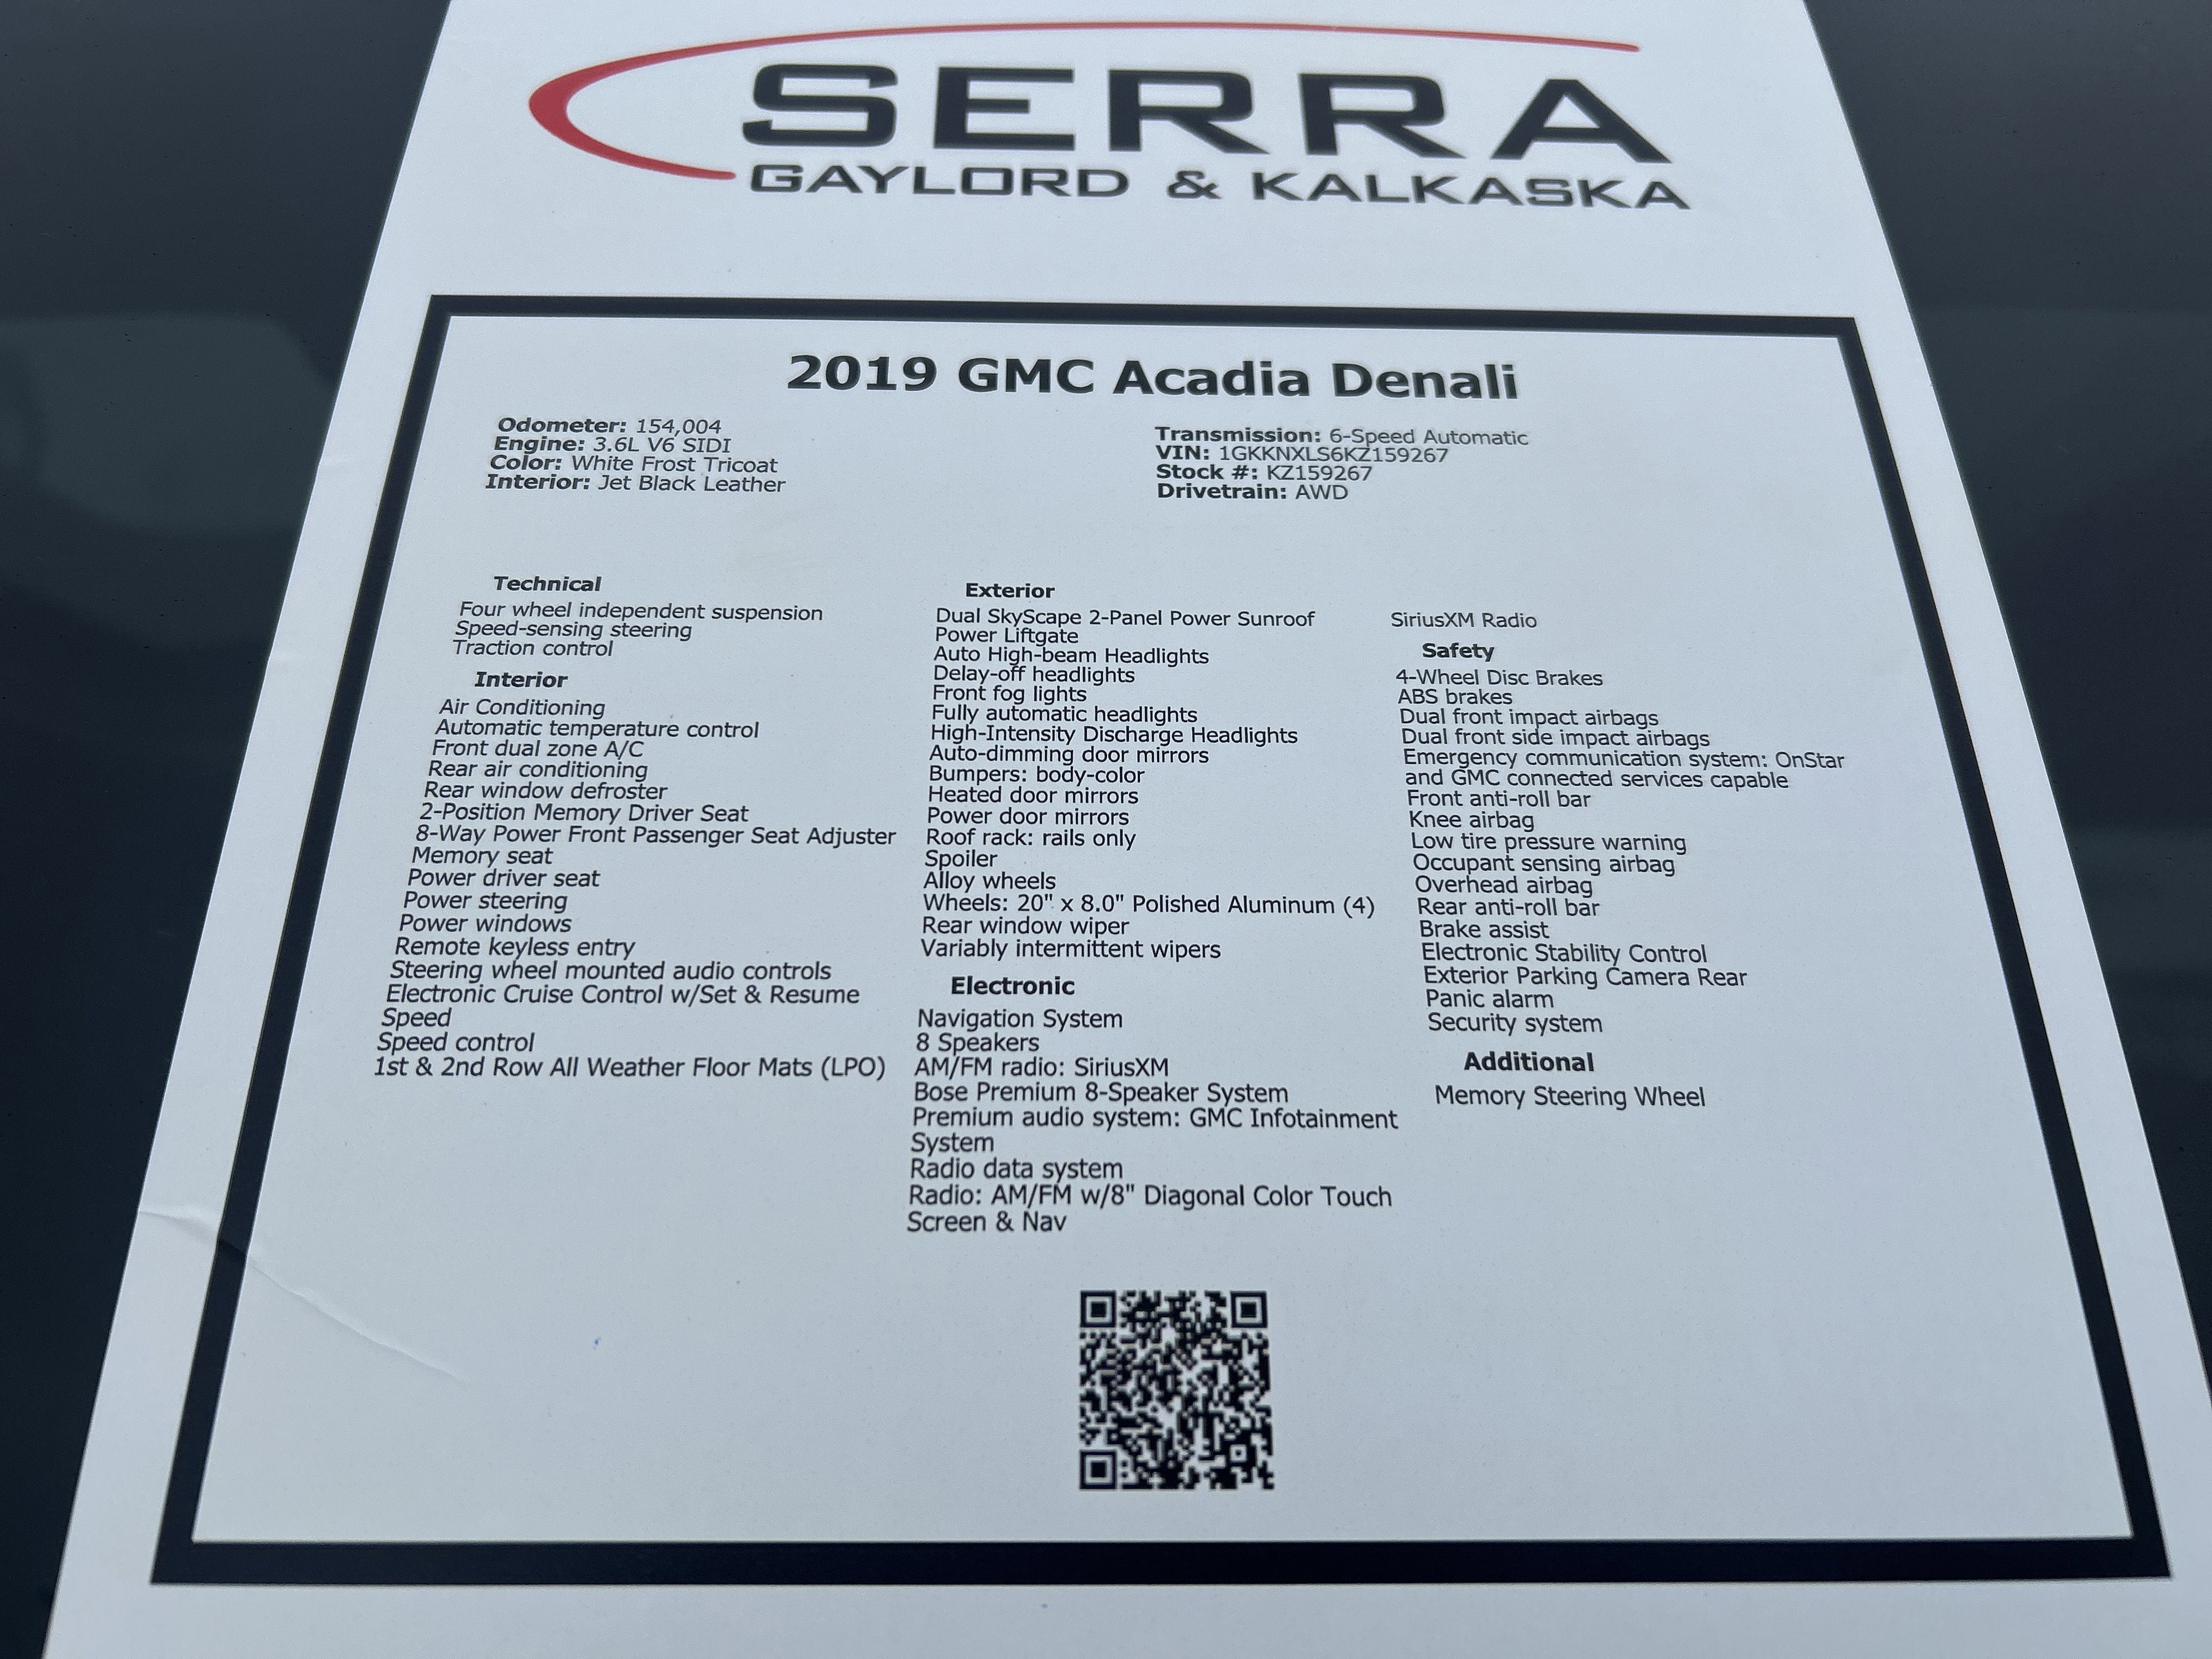 SERRA
GAYLORD & KALKASKA
2019 GMC Acadia Denali
Odometer: 154,004
Engine: 3.6L V6 SIDI
Color: White Frost Tricoat
Interior: Jet Black Leather
Transmission: 6-Speed Automatic
VIN: 1GKKNXLS6KZ159267
Stock #: KZ159267
Drivetrain: AWD
Technical
Four wheel independent suspension
Speed-sensing steering
Traction control
Interior
Air Conditioning
Automatic temperature control
Front dual zone A/C
Rear air conditioning
Rear window defroster
2-Position Memory Driver Seat
8-Way Power Front Passenger Seat Adjuster
Memory seat
Power driver seat
Power steering
Power windows
Remote keyless entry
Steering wheel mounted audio controls
Electronic Cruise Control w/Set & Resume
Speed
Speed control
1st & 2nd Row All Weather Floor Mats (LPO)
Exterior
Dual SkyScape 2-Panel Power Sunroof
Power Liftgate
Auto High-beam Headlights
Delay-off headlights
Front fog lights
Fully automatic headlights
High-Intensity Discharge Headlights
Auto-dimming door mirrors
Bumpers: body-color
Heated door mirrors
Power door mirrors
Roof rack: rails only
Spoiler
Alloy wheels
Wheels: 20" x 8.0" Polished Aluminum (4)
Rear window wiper
Variably intermittent wipers
Electronic
Navigation System
8 Speakers
AM/FM radio: SiriusXM
Bose Premium 8-Speaker System
Premium audio system: GMC Infotainment
System
Radio data system
Radio: AM/FM w/8" Diagonal Color Touch
Screen & Nav
SiriusXM Radio
Safety
4-Wheel Disc Brakes
ABS brakes
Dual front impact airbags
Dual front side impact airbags
Emergency communication system: OnStar
and GMC connected services capable
Front anti-roll bar
Knee airbag
Low tire pressure warning
Occupant sensing airbag
Overhead airbag
Rear anti-roll bar
Brake assist
Electronic Stability Control
Exterior Parking Camera Rear
Panic alarm
Security system
Additional
Memory Steering Wheel